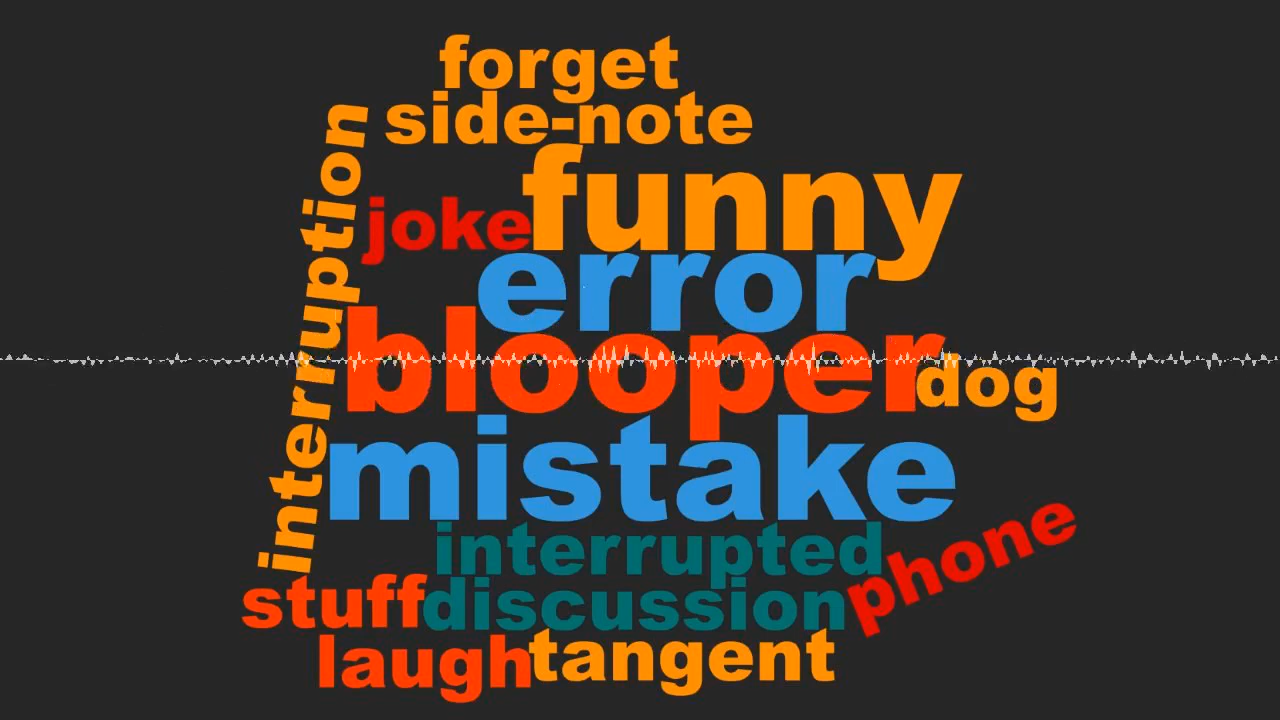 forget
side-note
interruption
joke
funny
error
blooper
dog
mistake
interrupted
phone
stuff
discussion
laugh
tangent